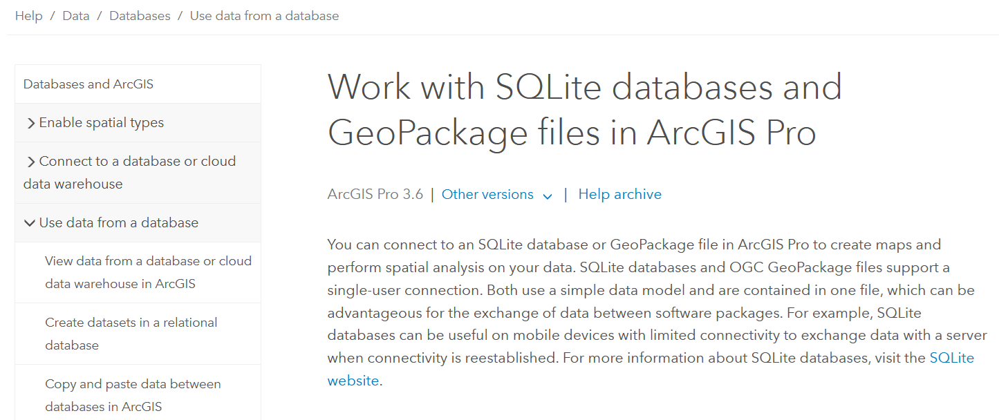 Help / Data / Databases / Use data from a database
Databases and ArcGIS
Enable spatial types
Connect to a database or cloud
data warehouse
Use data from a database
View data from a database or cloud
data warehouse in ArcGIS
Create datasets in a relational
database
Copy and paste data between
databases in ArcGIS
Work with SQLite databases and
GeoPackage files in ArcGIS Pro
ArcGIS Pro 3.6 | Other versions | Help archive
You can connect to an SQLite database or GeoPackage file in ArcGIS Pro to create maps and
perform spatial analysis on your data. SQLite databases and OGC GeoPackage files support a
single-user connection. Both use a simple data model and are contained in one file, which can be
advantageous for the exchange of data between software packages. For example, SQLite
databases can be useful on mobile devices with limited connectivity to exchange data with a server
when connectivity is reestablished. For more information about SQLite databases, visit the SQLite
website.